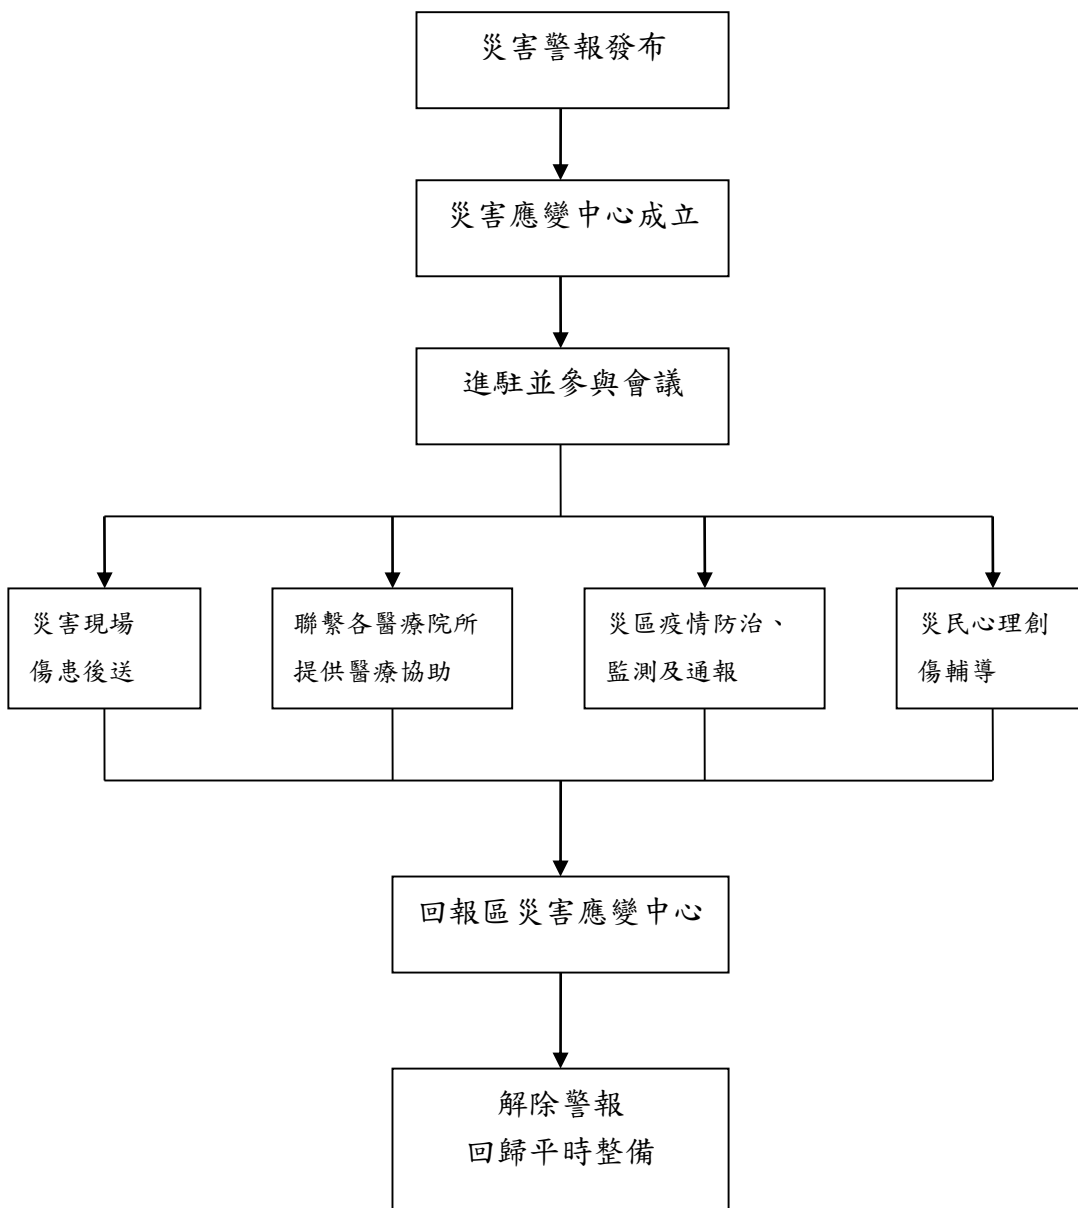 災害警報發布
災害應變中心成立
進駐並參與會議
災害現場
傷患後送
聯繫各醫療院所
提供醫療協助
災區疫情防治、
監測及通報
災民心理創
傷輔導
回報區災害應變中心
解除警報
回歸平時整備